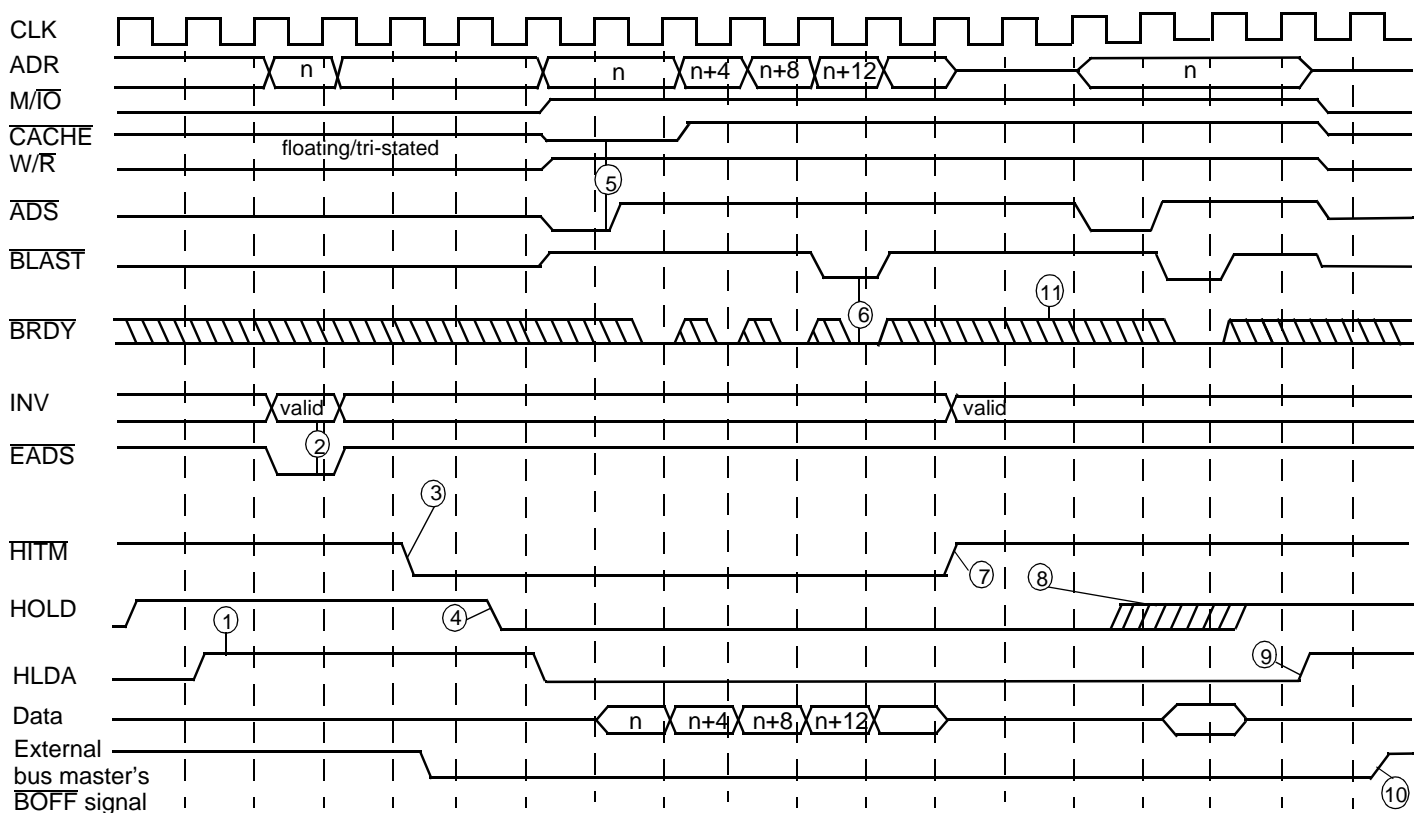 CLK
ADR n n n+4 n+8 n+12 n
M/IO
CACHE
floating/tri-stated
W/R
5
ADS
BLAST
11
6
BRDY
INV valid valid
2
EADS
3
HITM
7
8
HOLD
4
1
9
HLDA
Data n n+4 n+8 n+12
External
bus master's
BOFF signal
10